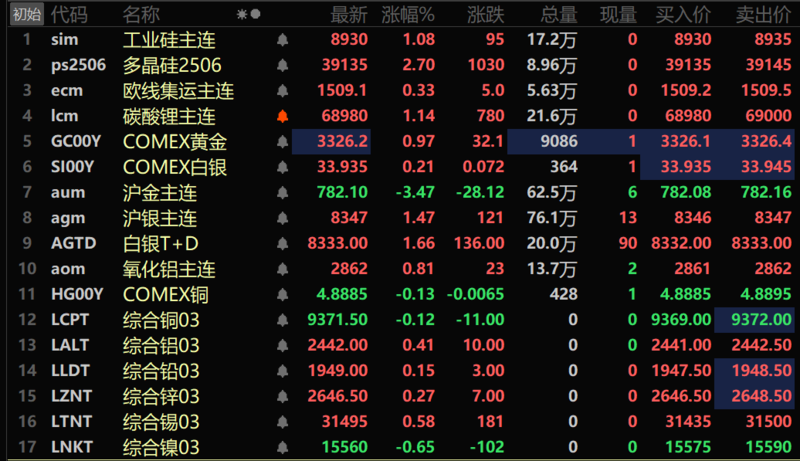 初始 代码 名称 最新 涨幅% 涨跌 总量 现量 买入价 卖出价
1 sim 工业硅主连 8930 1.08 95 17.2万 0 8930 8935
2 ps2506 多晶硅2506 39135 2.70 1030 8.96万 0 39135 39145
3 ecm 欧线集运主连 1509.1 0.33 5.0 5.63万 0 1509.2 1509.5
4 lcm 碳酸锂主连 68980 1.14 780 21.6万 0 68980 69000
5 GC00Y COMEX黄金 3326.2 0.97 32.1 9086 1 3326.1 3326.4
6 SI00Y COMEX白银 33.935 0.21 0.072 364 1 33.935 33.945
7 aum 沪金主连 782.10 -3.47 -28.12 62.5万 6 782.08 782.16
8 agm 沪银主连 8347 1.47 121 76.1万 13 8346 8347
9 AGTD 白银T+D 8333.00 1.66 136.00 20.0万 90 8332.00 8333.00
10 aom 氧化铝主连 2862 0.81 23 13.7万 2 2861 2862
11 HG00Y COMEX铜 4.8885 -0.13 -0.0065 428 1 4.8885 4.8895
12 LCPT 综合铜03 9371.50 -0.12 -11.00 0 0 9369.00 9372.00
13 LALT 综合铝03 2442.00 0.41 10.00 0 0 2441.00 2442.50
14 LLDT 综合铅03 1949.00 0.15 3.00 0 0 1947.50 1948.50
15 LZNT 综合锌03 2646.50 0.27 7.00 0 0 2646.50 2648.50
16 LTNT 综合锡03 31495 0.58 181 0 0 31435 31500
17 LNKT 综合镍03 15560 -0.65 -102 0 0 15575 15590